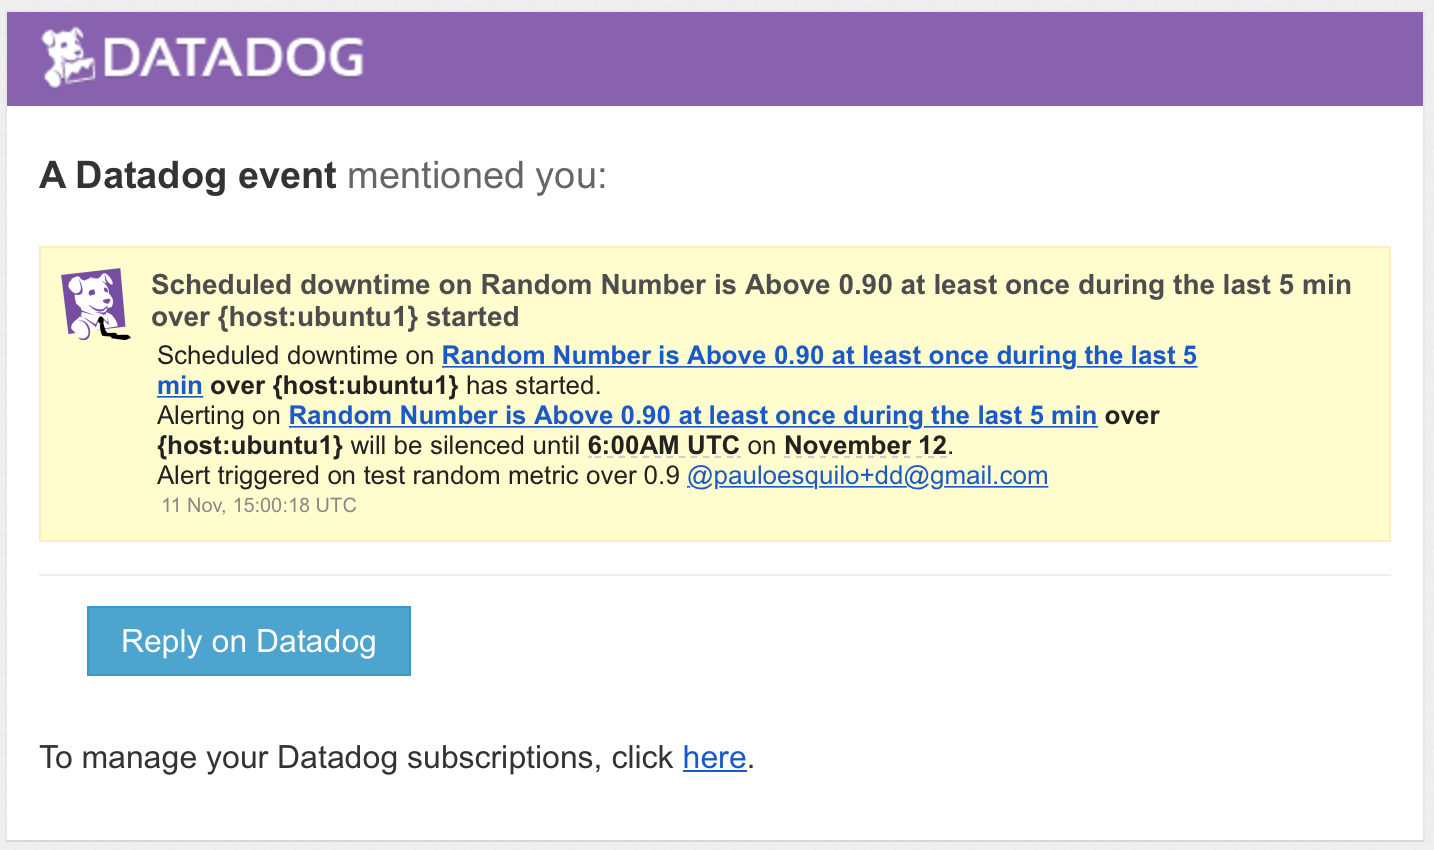 DATADOG
A Datadog event mentioned you:
Scheduled downtime on Random Number is Above 0.90 at least once during the last 5 min
over {host:ubuntu1} started
Scheduled downtime on Random Number is Above 0.90 at least once during the last 5
min over {host:ubuntu1} has started.
Alerting on Random Number is Above 0.90 at least once during the last 5 min over
{host:ubuntu1} will be silenced until 6:00AM UTC on November 12.
Alert triggered on test random metric over 0.9 @pauloesquilo+dd@gmail.com
11 Nov, 15:00:18 UTC
Reply on Datadog
To manage your Datadog subscriptions, click here.